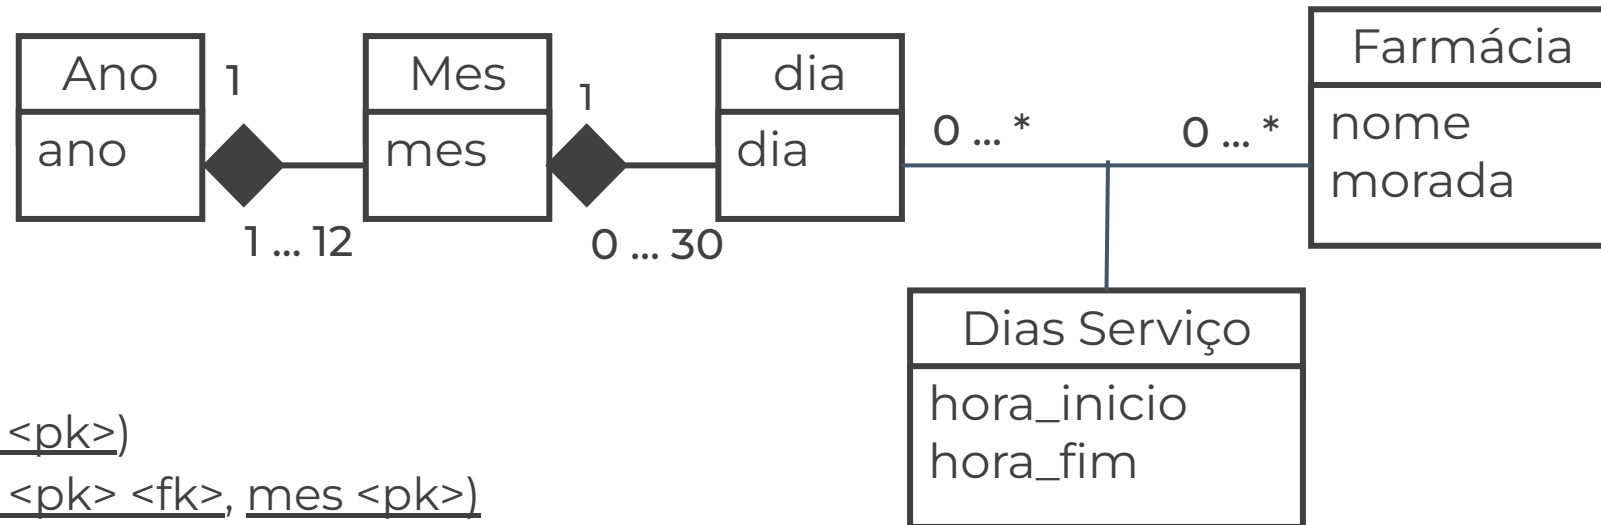 Ano
ano
1
1 ... 12
Mes
mes
1
0 ... 30
dia
dia
0 ... *
0 ... *
Farmácia
nome
morada
Dias Serviço
hora_inicio
hora_fim
<pk>)
<pk> <fk>, mes <pk>)